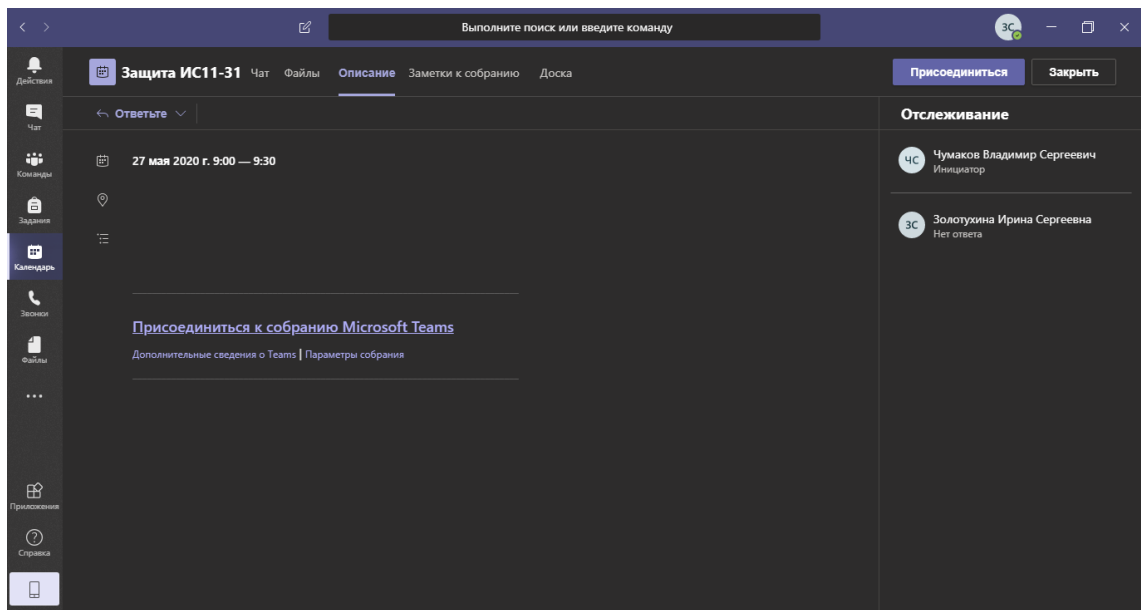 Выполните поиск или введите команду
ЗС
Действия
Чат
Команды
Задания
Календарь
Звонки
Файлы
Приложения
Справка
Защита ИС11-31 Чат Файлы Описание Заметки к собранию Доска
Присоединиться Закрыть
Ответьте
27 мая 2020 г. 9:00 — 9:30
Присоединиться к собранию Microsoft Teams
Дополнительные сведения о Teams | Параметры собрания
Отслеживание
ЧС Чумаков Владимир Сергеевич
Инициатор
ЗС Золотухина Ирина Сергеевна
Нет ответа